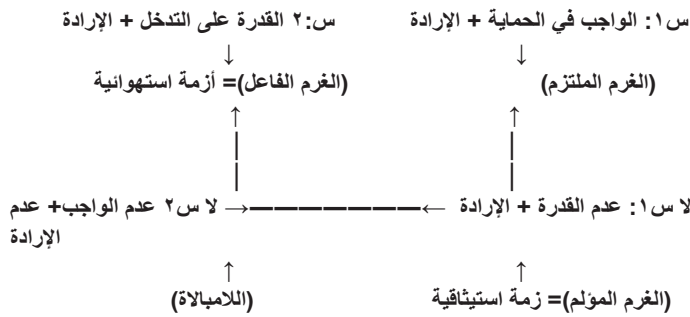 س١: الواجب في الحماية + الإرادة س:٢ القدرة على التدخل + الإرادة
↓ ↓
(الغرم الملتزم) (الغرم الفاعل)= أزمة استهوائية
↑ ↑
لا س١: عدم القدرة + الإرادة ←———————→ لا س٢ عدم الواجب+ عدم
الإرادة
↑ ↑
(الغرم المؤلم)= زمة استيثاقية (اللامبالاة)